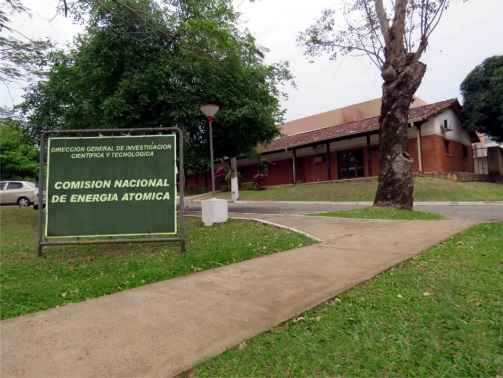 DIRECCION GENERAL DE INVESTIGACION
CIENTIFICA Y TECNOLOGICA
COMISION NACIONAL
DE ENERGIA ATOMICA